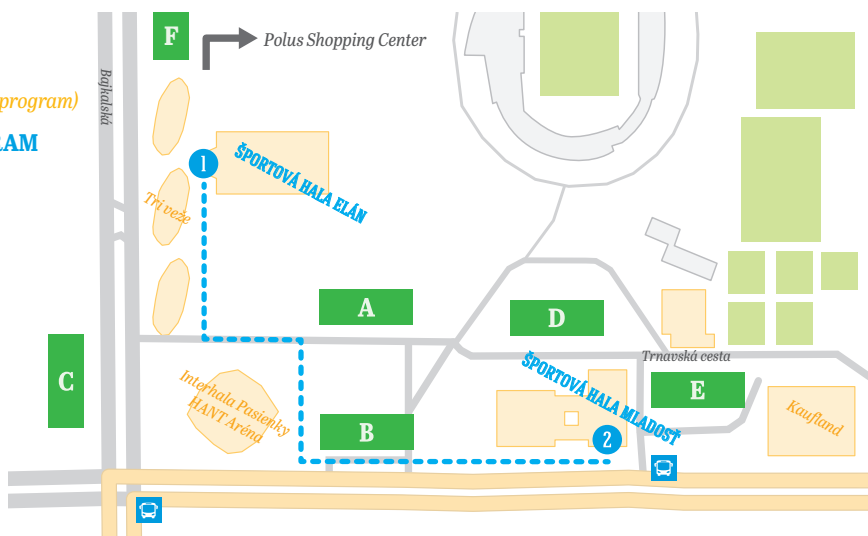 F
Polus Shopping Center
Bajkalská
program)
RAM
1
ŠPORTOVÁ HALA ELÁN
Tri veže
A
D
Trnavská cesta
C
ŠPORTOVÁ HALA MLADOSŤ
E
Interhala Pasienky
HANT Aréna
B
2
Kaufland